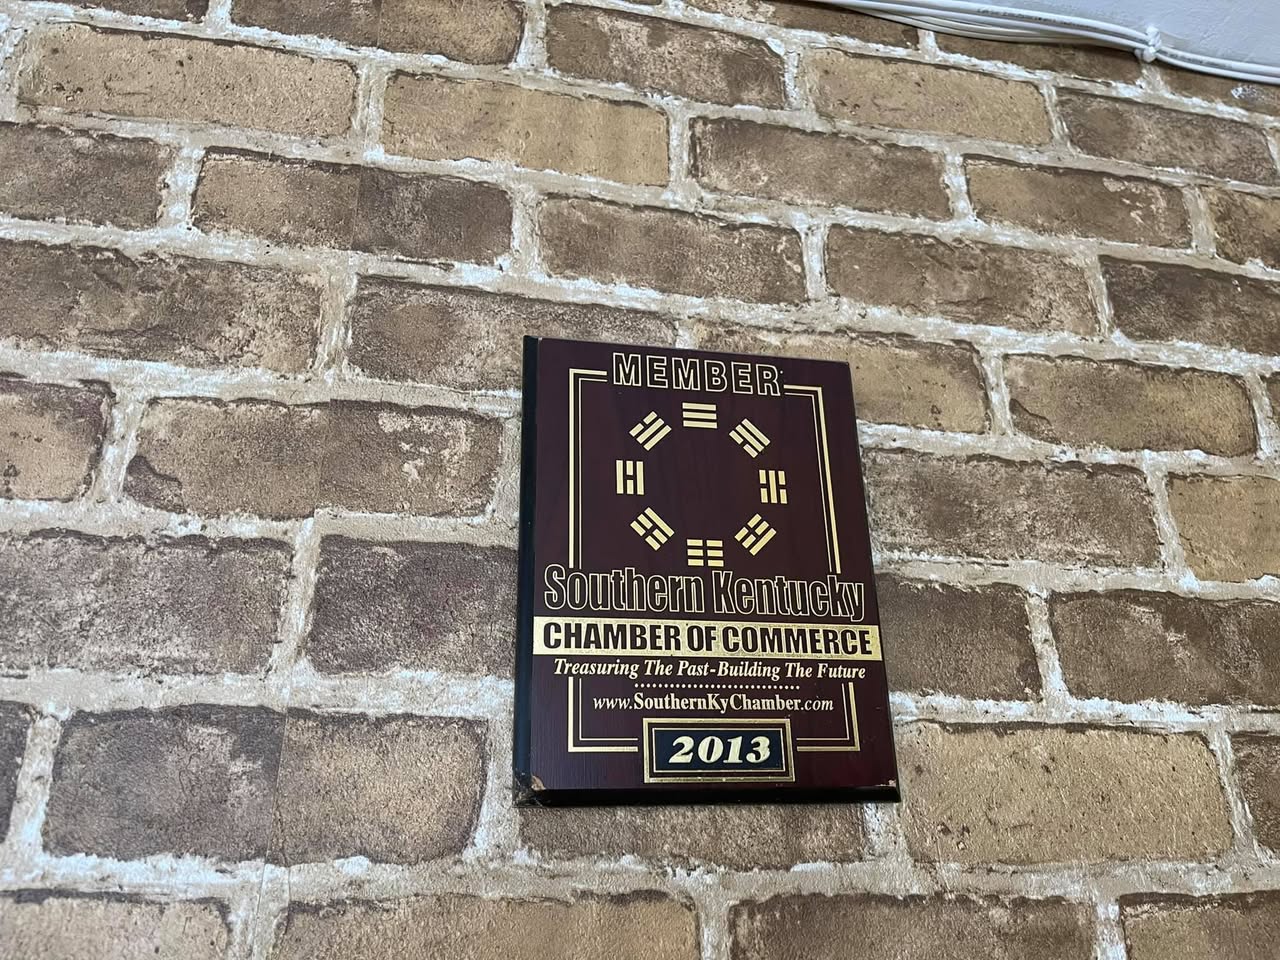 MEMBER
Southern Kentucky
CHAMBER OF COMMERCE
Treasuring The Past-Building The Future
www.SouthernKyChamber.com
2013